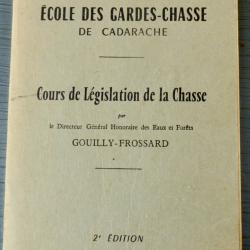 ÉCOLE DES GARDES-CHASSE
DE CADARACHE
Cours de Législation de la Chasse
par
le Directeur Général Honoraire des Eaux et Forêts
GOUILLY-FROSSARD
2e ÉDITION